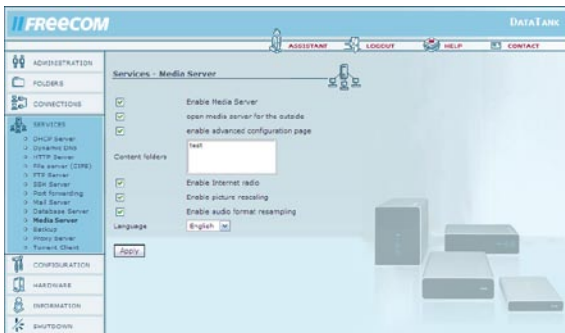 FREECOM
DATATANK
ASSISTANT
LOGOUT
HELP
CONTACT
ADMINISTRATION
FOLDERS
CONNECTIONS
SERVICES
DHCP Server
Dynamic DNS
HTTP Server
File server (CIFS)
FTP Server
SSH Server
Port forwarding
Mail Server
Database Server
Media Server
Backup
Proxy Server
Torrent Client
CONFIGURATION
HARDWARE
INFORMATION
SHUTDOWN
Services - Media Server
Enable Media Server
open media server for the outside
enable advanced configuration page
Content folders
test
Enable Internet radio
Enable picture rescaling
Enable audio format resampling
Language
English
Apply